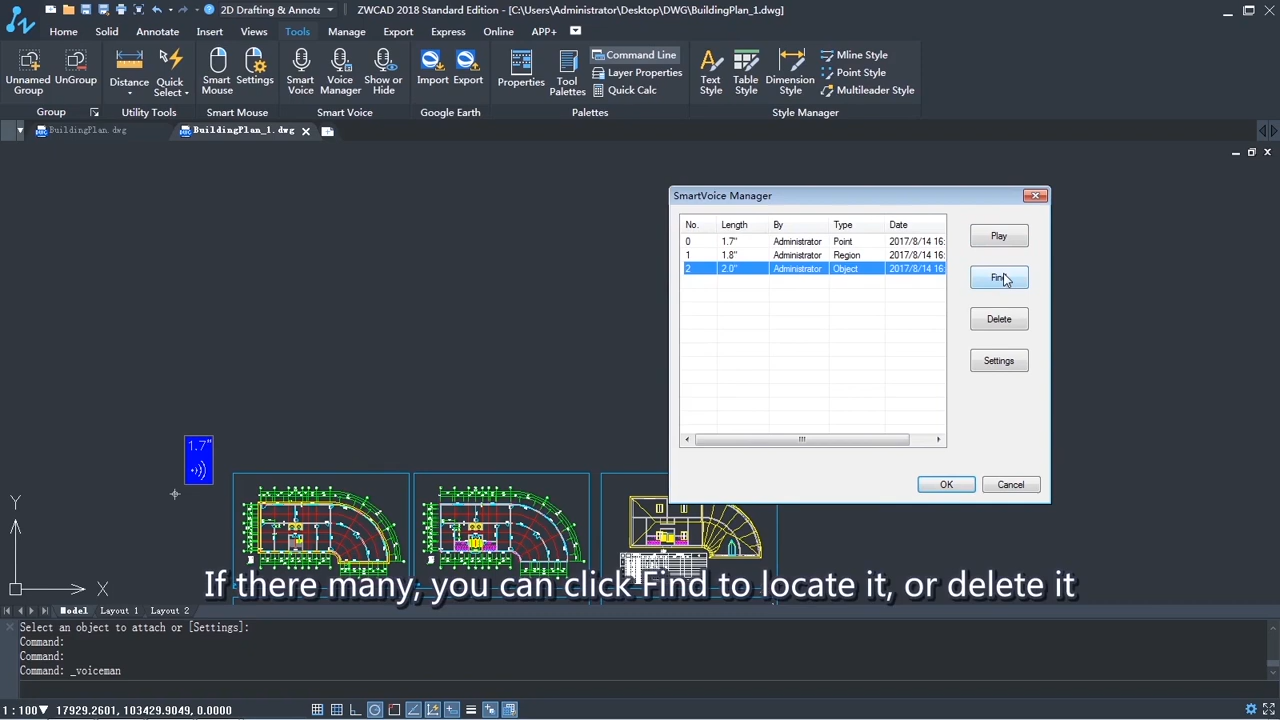 2D Drafting & Annota
ZWCAD 2018 Standard Edition - [C:\Users\Administrator\Desktop\DWG\BuildingPlan_1.dwg]
Home Solid Annotate Insert Views Tools Manage Export Express Online APP+
Unnamed Group
UnGroup
Distance
Quick Select
Smart Mouse
Settings
Smart Voice
Voice Manager
Show or Hide
Import
Export
Properties
Tool Palettes
Command Line
Layer Properties
Quick Calc
Text Style
Table Style
Dimension Style
Mline Style
Point Style
Multileader Style
Group
Utility Tools
Smart Mouse
Smart Voice
Google Earth
Palettes
Style Manager
BuildingPlan.dwg
BuildingPlan_1.dwg
SmartVoice Manager
No. Length By Type Date
0 1.7" Administrator Point 2017/8/14 16:
1 1.8" Administrator Region 2017/8/14 16:
2 2.0" Administrator Object 2017/8/14 16:
Play
Find
Delete
Settings
OK
Cancel
1.7"
Y
X
If there many, you can click Find to locate it, or delete it
Model Layout 1 Layout 2
Select an object to attach or [Settings]:
Command:
Command:
Command: _voiceman
1:100 17929.2601, 103429.9049, 0.0000